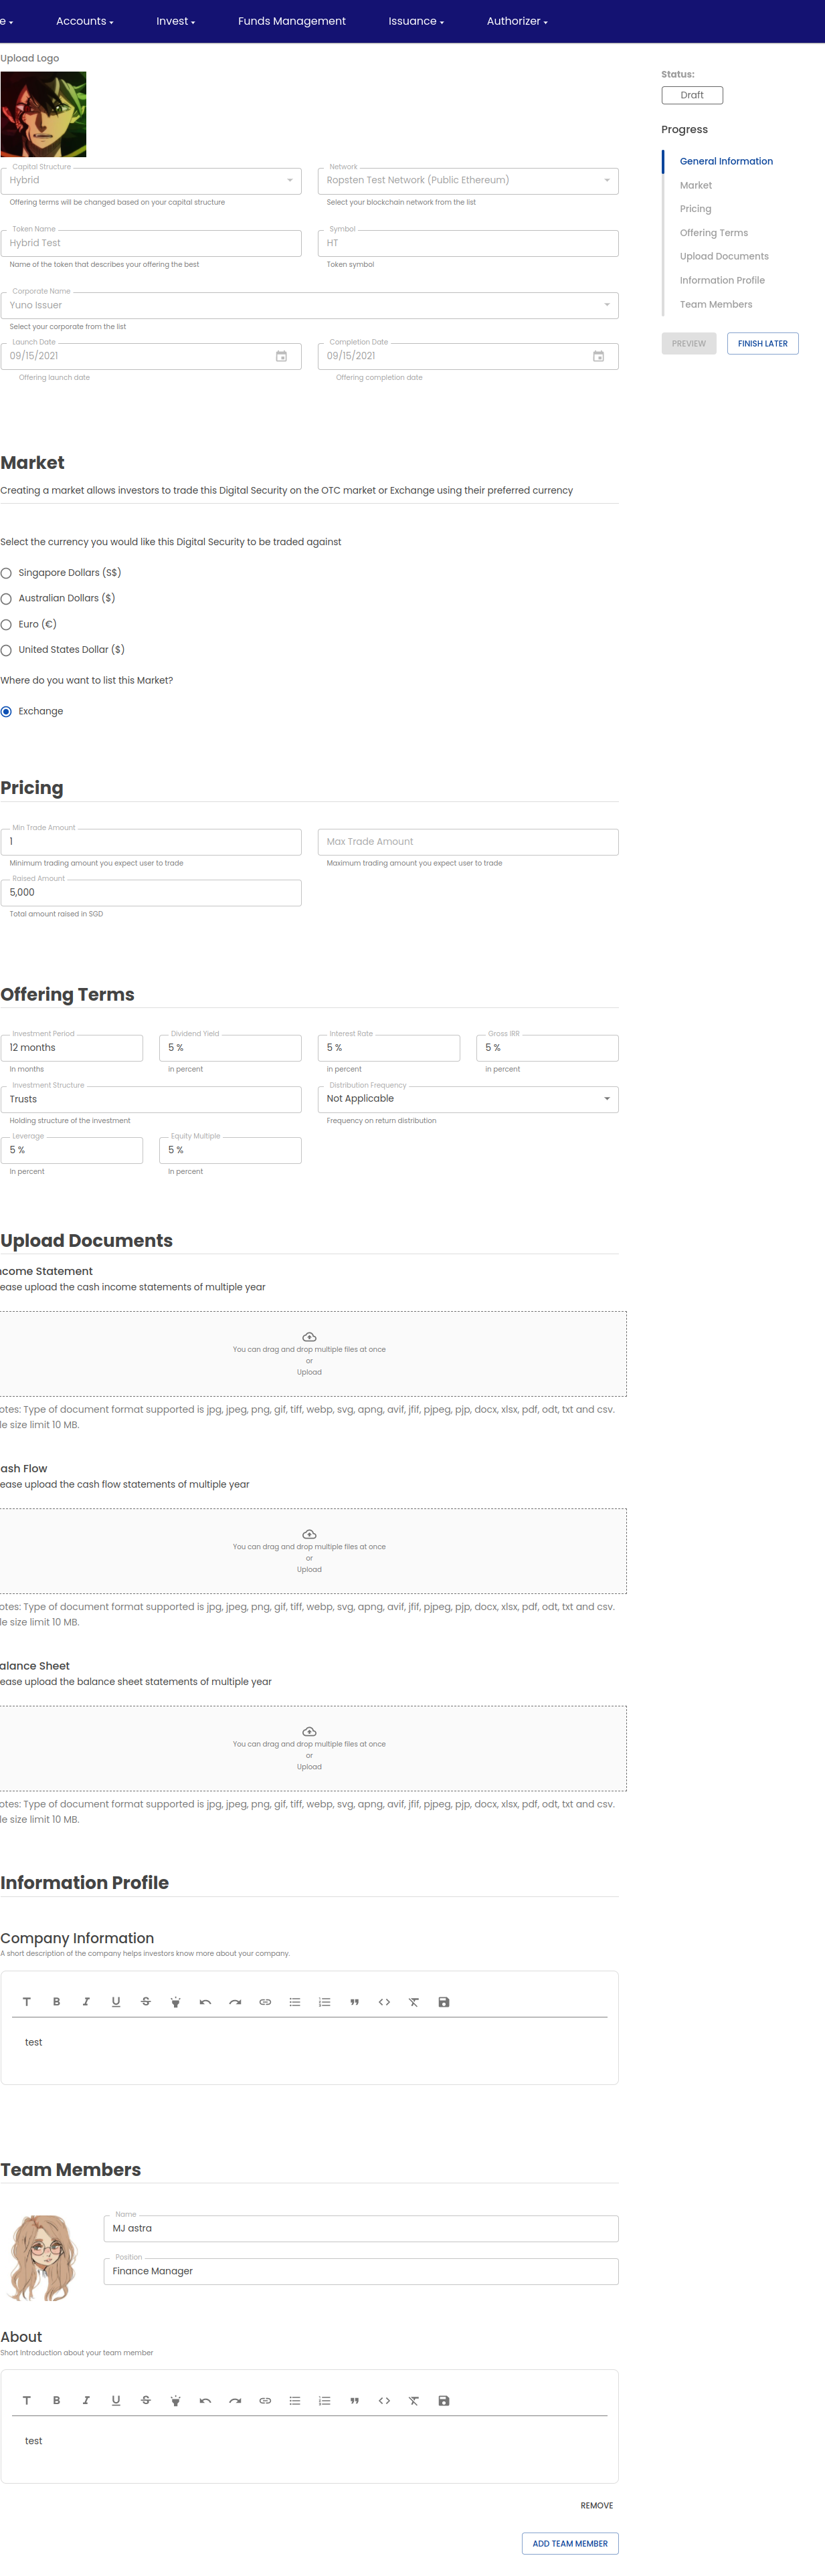 e
Accounts
Invest
Funds Management
Issuance
Authorizer
Upload Logo
Status:
Draft
Progress
General Information
Market
Pricing
Offering Terms
Upload Documents
Information Profile
Team Members
PREVIEW
FINISH LATER
Capital Structure
Hybrid
Offering terms will be changed based on your capital structure
Network
Ropsten Test Network (Public Ethereum)
Select your blockchain network from the list
Token Name
Hybrid Test
Name of the token that describes your offering the best
Symbol
HT
Token symbol
Corporate Name
Yuno Issuer
Select your corporate from the list
Launch Date
09/15/2021
Offering launch date
Completion Date
09/15/2021
Offering completion date
Market
Creating a market allows investors to trade this Digital Security on the OTC market or Exchange using their preferred currency
Select the currency you would like this Digital Security to be traded against
Singapore Dollars (S$)
Australian Dollars ($)
Euro (€)
United States Dollar ($)
Where do you want to list this Market?
Exchange
Pricing
Min Trade Amount
1
Minimum trading amount you expect user to trade
Max Trade Amount
Maximum trading amount you expect user to trade
Raised Amount
5,000
Total amount raised in SGD
Offering Terms
Investment Period
12 months
In months
Dividend Yield
5 %
in percent
Interest Rate
5 %
in percent
Gross IRR
5 %
in percent
Investment Structure
Trusts
Holding structure of the investment
Distribution Frequency
Not Applicable
Frequency on return distribution
Leverage
5 %
In percent
Equity Multiple
5 %
In percent
Upload Documents
ncome Statement
ease upload the cash income statements of multiple year
You can drag and drop multiple files at once
or
Upload
otes: Type of document format supported is jpg, jpeg, png, gif, tiff, webp, svg, apng, avif, jfif, pjpeg, pjp, docx, xlsx, pdf, odt, txt and csv.
le size limit 10 MB.
ash Flow
ease upload the cash flow statements of multiple year
You can drag and drop multiple files at once
or
Upload
otes: Type of document format supported is jpg, jpeg, png, gif, tiff, webp, svg, apng, avif, jfif, pjpeg, pjp, docx, xlsx, pdf, odt, txt and csv.
le size limit 10 MB.
alance Sheet
ease upload the balance sheet statements of multiple year
You can drag and drop multiple files at once
or
Upload
otes: Type of document format supported is jpg, jpeg, png, gif, tiff, webp, svg, apng, avif, jfif, pjpeg, pjp, docx, xlsx, pdf, odt, txt and csv.
le size limit 10 MB.
Information Profile
Company Information
A short description of the company helps investors know more about your company.
test
Team Members
Name
MJ astra
Position
Finance Manager
About
Short introduction about your team member
test
REMOVE
ADD TEAM MEMBER